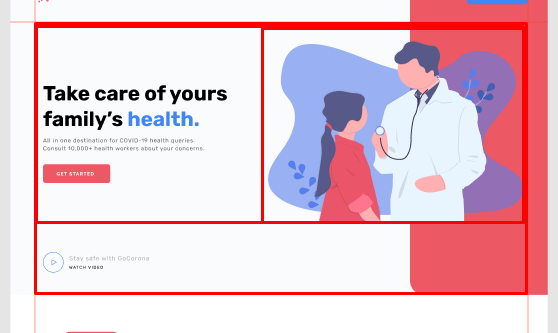 Take care of yours
family’s health.
All in one destination for COVID-19 health queries.
Consult 10,000+ health workers about your concerns.
GET STARTED
Stay safe with GoCorona
WATCH VIDEO